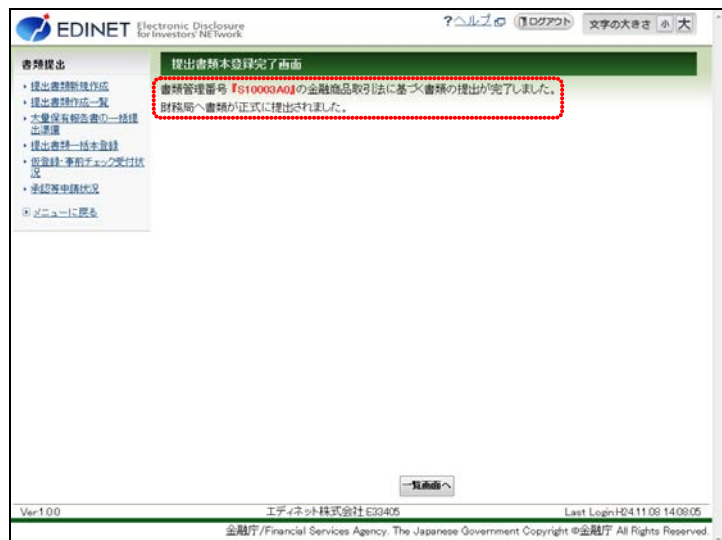 EDINET Electronic Disclosure for Investors' NETwork
?ヘルプ ログアウト 文字の大きさ 小 大
書類提出
・提出書類新規作成
・提出書類作成一覧
・大量保有報告書の一括提
出準備
・提出書類一括本登録
・仮登録・事前チェック受付状
況
・承認等申請状況
メニューに戻る
提出書類本登録完了画面
書類管理番号『S10003A0』の金融商品取引法に基づく書類の提出が完了しました。
財務局へ書類が正式に提出されました。
一覧画面へ
Ver.1.0.0 エディネット株式会社 E33405 Last Login:H24.11.08 14:08:05
金融庁/Financial Services Agency. The Japanese Government Copyright ©金融庁 All Rights Reserved.